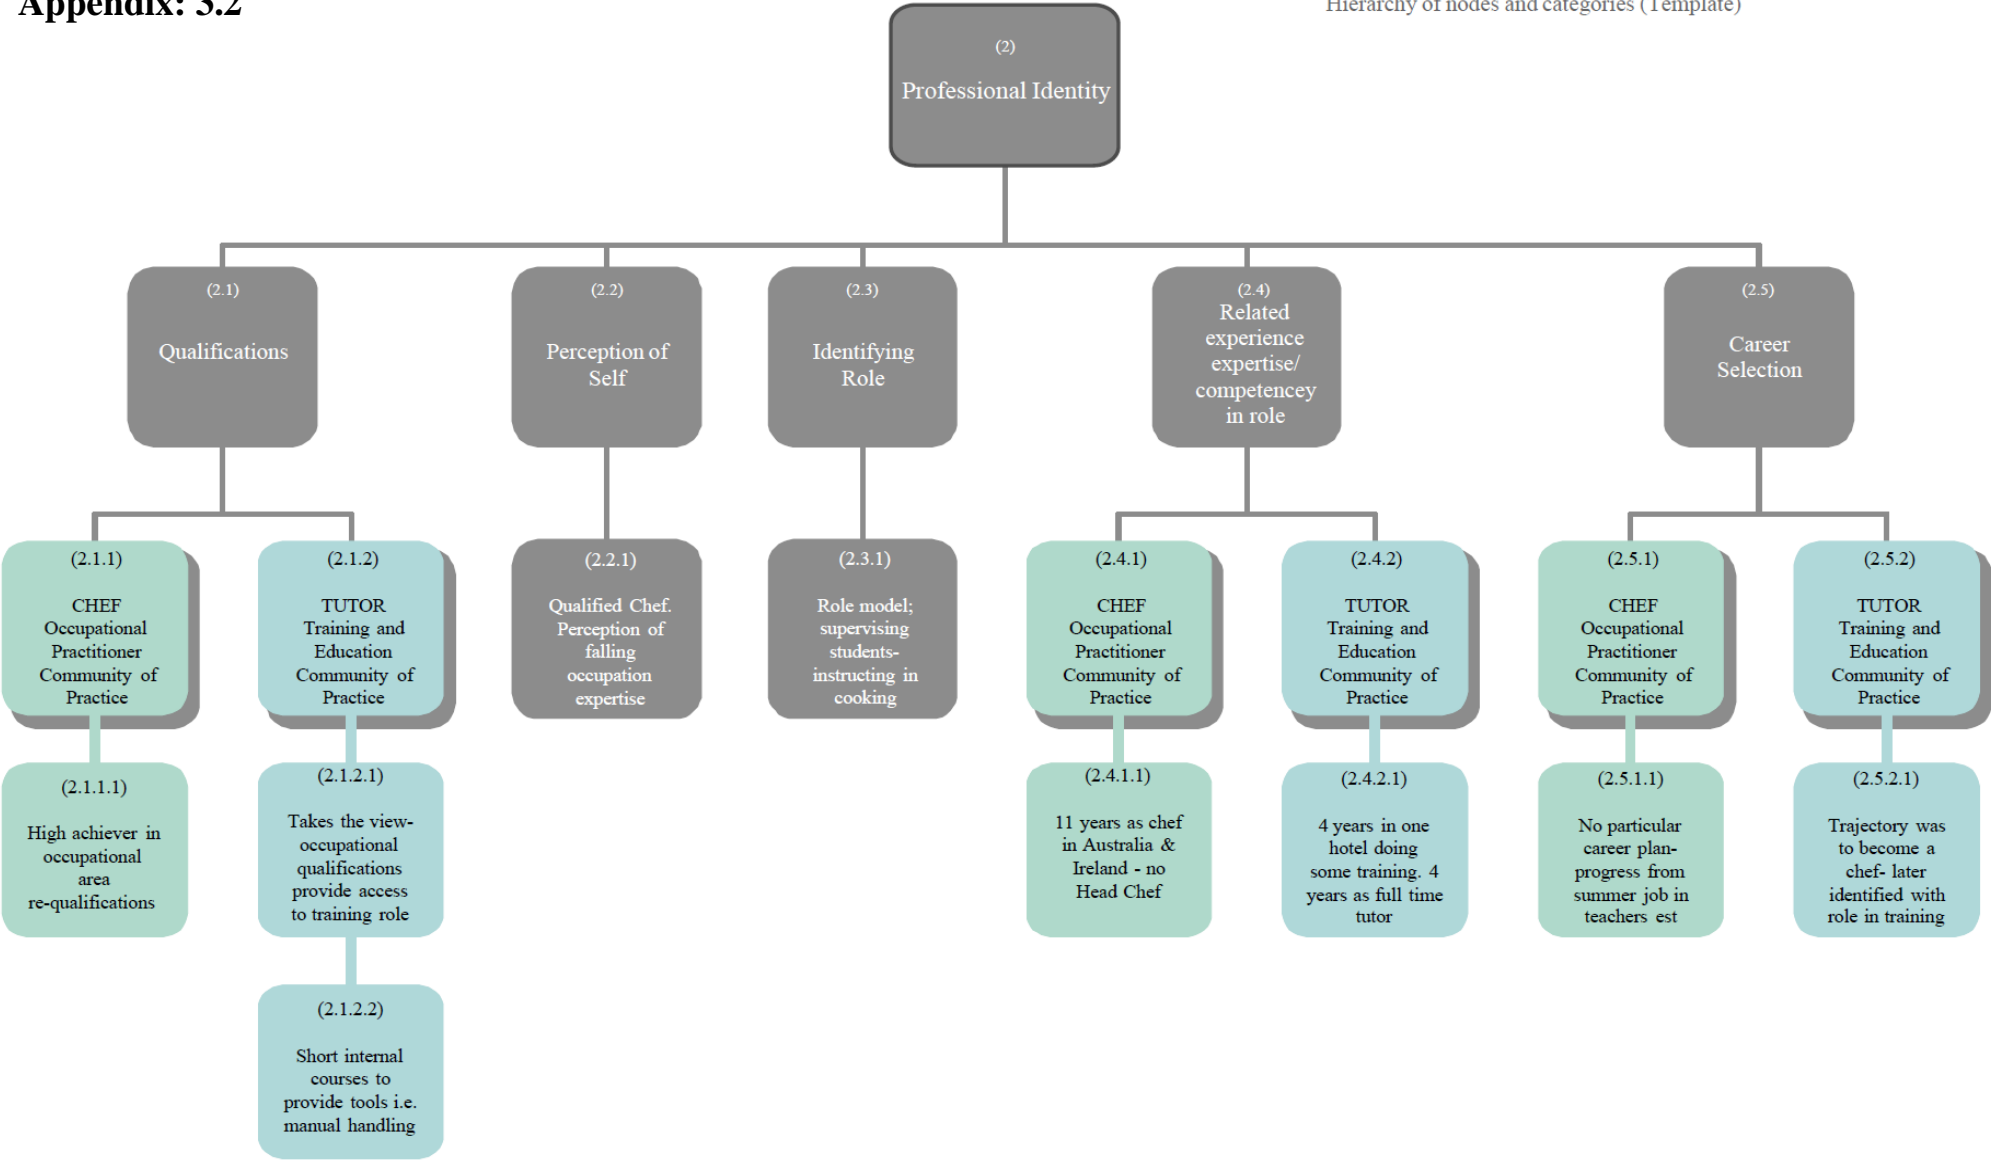 Appendix: 3.2
Hierarchy of nodes and categories (Template)
(2)
Professional Identity
(2.1)
Qualifications
(2.2)
Perception of
Self
(2.3)
Identifying
Role
(2.4)
Related
experience
expertise/
competencey
in role
(2.5)
Career
Selection
(2.1.1)
CHEF
Occupational
Practitioner
Community of
Practice
(2.1.2)
TUTOR
Training and
Education
Community of
Practice
(2.2.1)
Qualified Chef.
Perception of
falling
occupation
expertise
(2.3.1)
Role model;
supervising
students-
instructing in
cooking
(2.4.1)
CHEF
Occupational
Practitioner
Community of
Practice
(2.4.2)
TUTOR
Training and
Education
Community of
Practice
(2.5.1)
CHEF
Occupational
Practitioner
Community of
Practice
(2.5.2)
TUTOR
Training and
Education
Community of
Practice
(2.1.1.1)
High achiever in
occupational
area
re-qualifications
(2.1.2.1)
Takes the view-
occupational
qualifications
provide access
to training role
(2.4.1.1)
11 years as chef
in Australia &
Ireland - no
Head Chef
(2.4.2.1)
4 years in one
hotel doing
some training. 4
years as full time
tutor
(2.5.1.1)
No particular
career plan-
progress from
summer job in
teachers est
(2.5.2.1)
Trajectory was
to become a
chef- later
identified with
role in training
(2.1.2.2)
Short internal
courses to
provide tools i.e.
manual handling